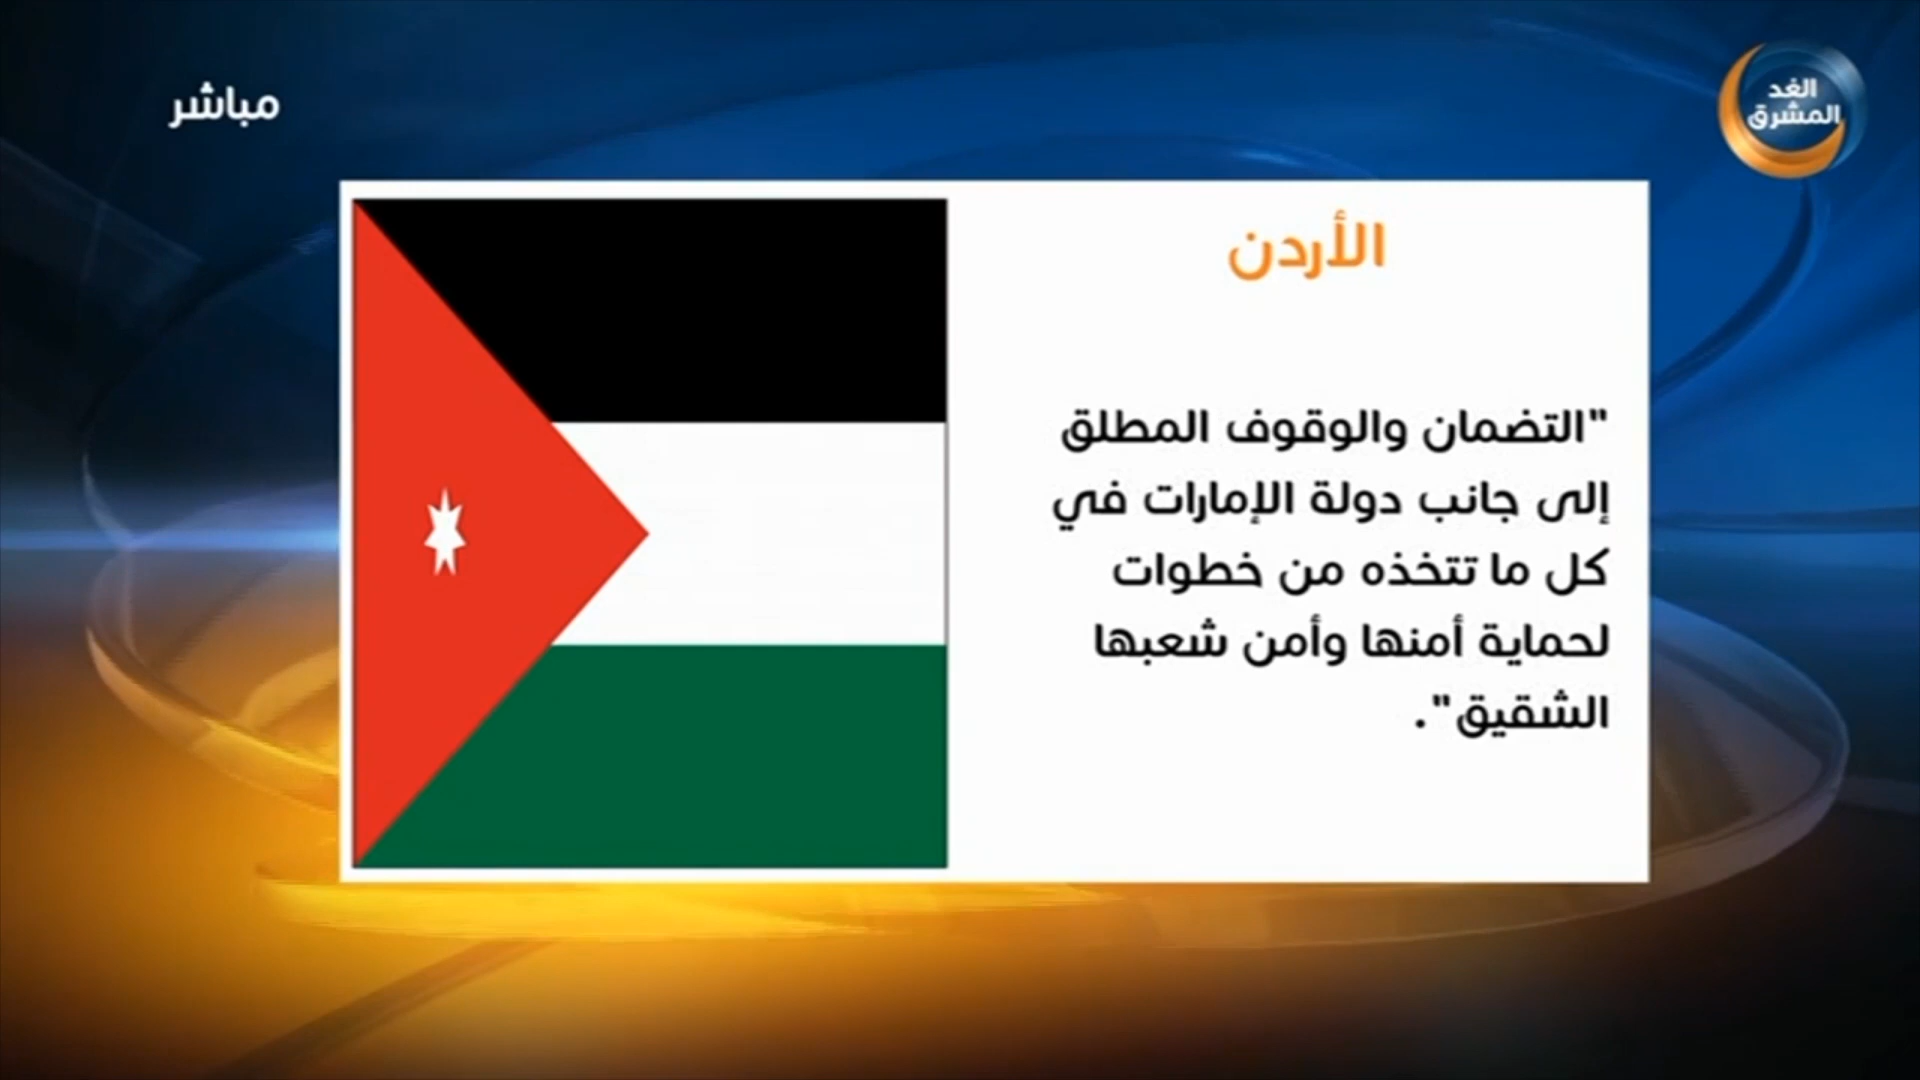 مباشر
الغد
المشرق
الأردن
"التضمان والوقوف المطلق
إلى جانب دولة الإمارات في
كل ما تتخذه من خطوات
لحماية أمنها وأمن شعبها
الشقيق".